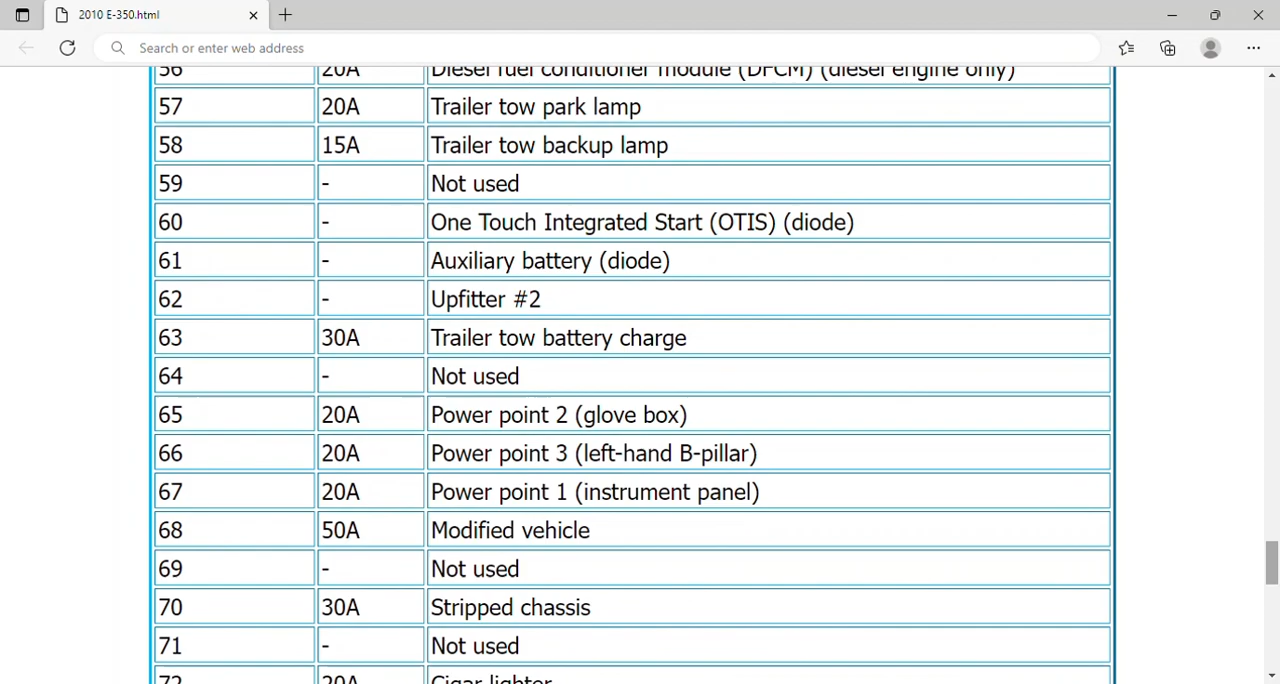 2010 E-350.html
Search or enter web address
56 20A Diesel fuel conditioner module (DFCM) (diesel engine only)
57 20A Trailer tow park lamp
58 15A Trailer tow backup lamp
59 - Not used
60 - One Touch Integrated Start (OTIS) (diode)
61 - Auxiliary battery (diode)
62 - Upfitter #2
63 30A Trailer tow battery charge
64 - Not used
65 20A Power point 2 (glove box)
66 20A Power point 3 (left-hand B-pillar)
67 20A Power point 1 (instrument panel)
68 50A Modified vehicle
69 - Not used
70 30A Stripped chassis
71 - Not used
72 20A Cigar lighter